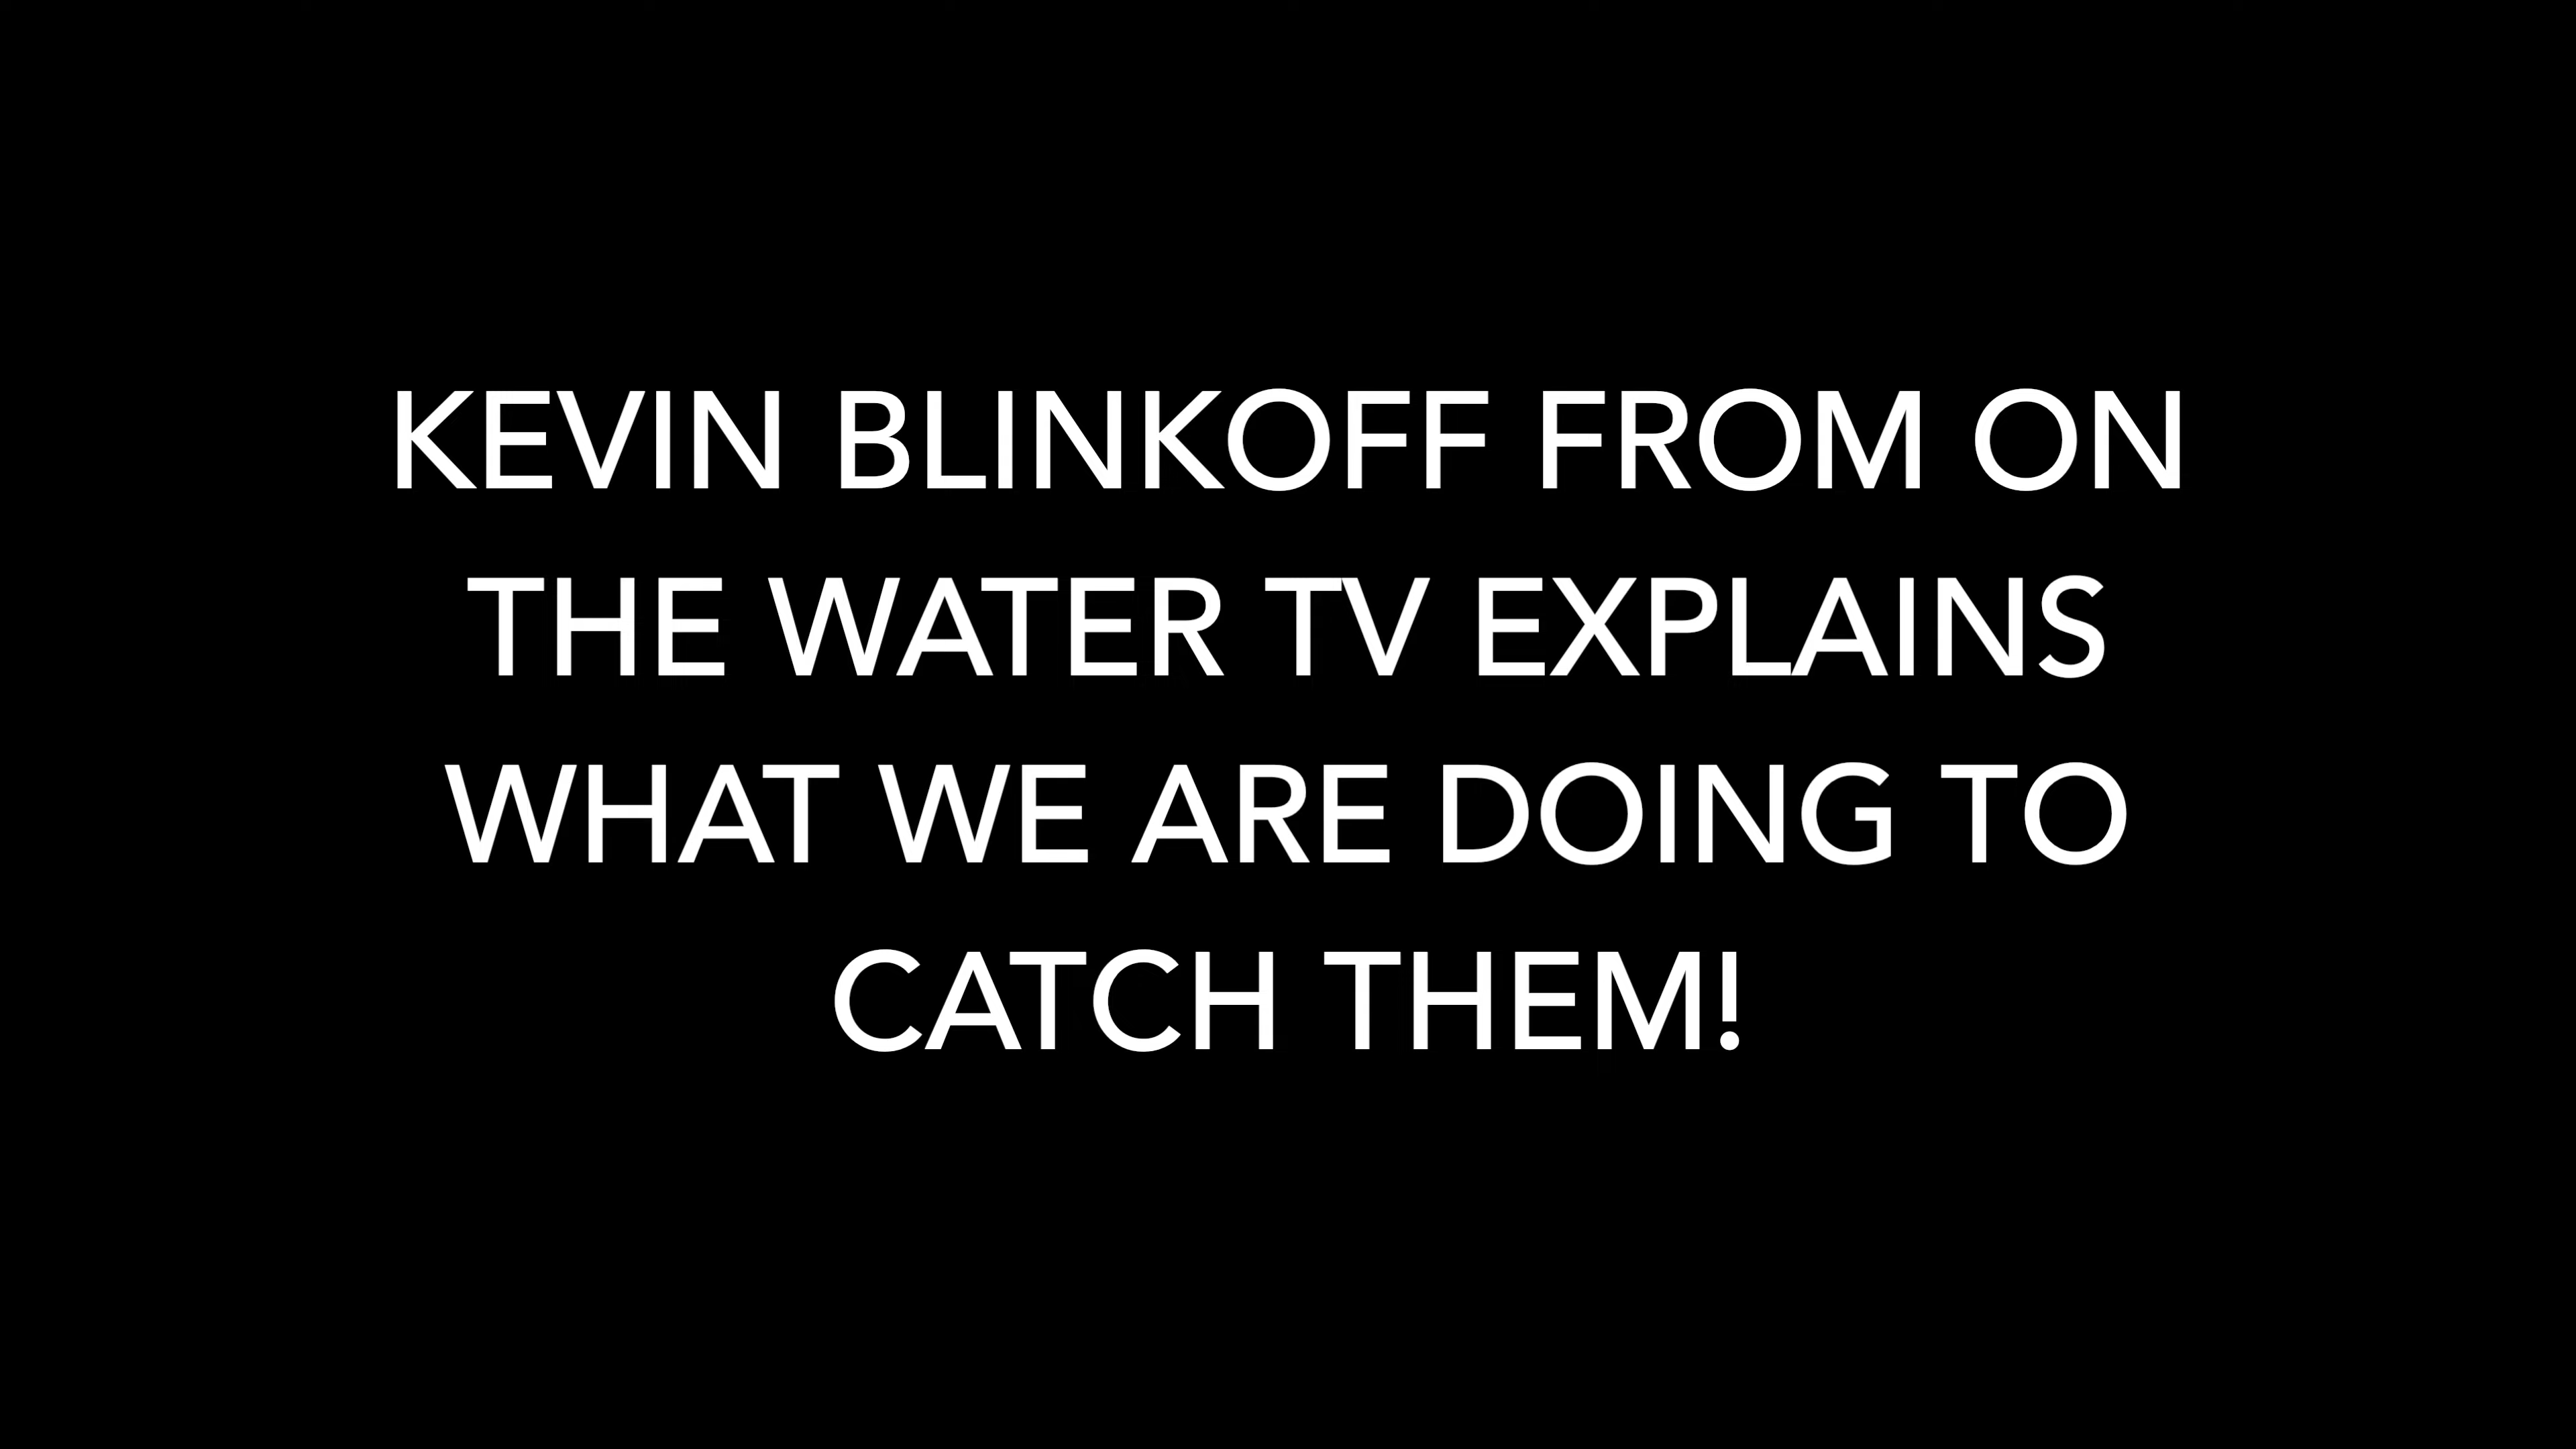 KEVIN BLINKOFF FROM ON
THE WATER TV EXPLAINS
WHAT WE ARE DOING TO
CATCH THEM!